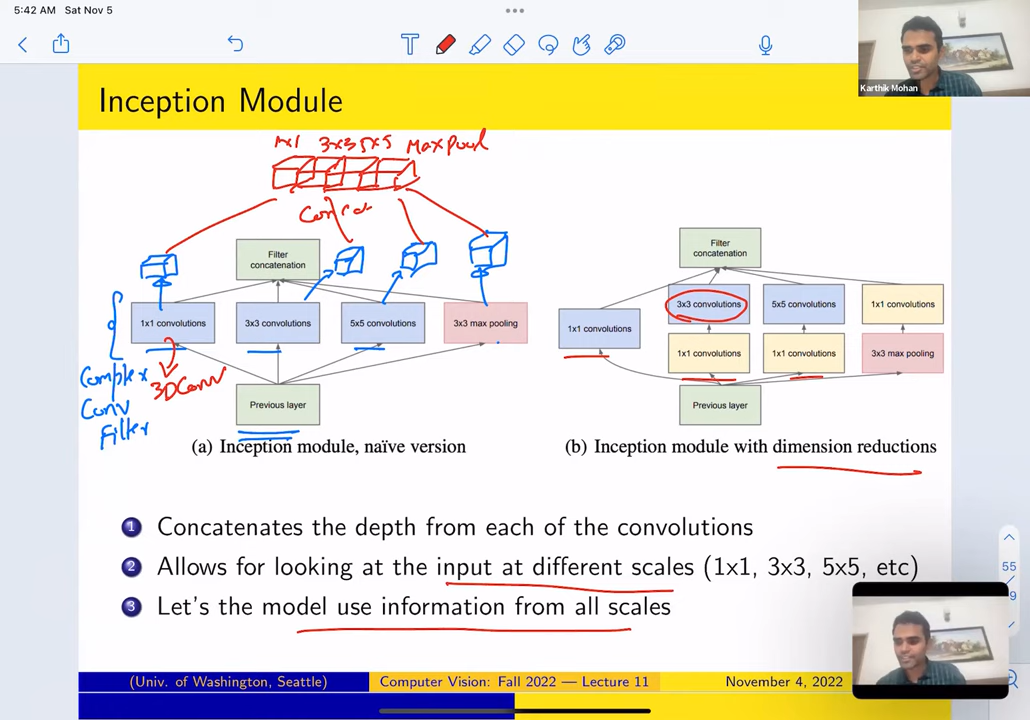 5:42 AM Sat Nov 5
T
Karthik Mohan
Inception Module
1x1 3x3 5x5 MaxPool
Concat
Filter
concatenation
1x1 convolutions
3x3 convolutions
5x5 convolutions
3x3 max pooling
Complex
Conv
Filter
3D Conv
Previous layer
(a) Inception module, naïve version
Filter
concatenation
1x1 convolutions
3x3 convolutions
5x5 convolutions
1x1 convolutions
1x1 convolutions
1x1 convolutions
3x3 max pooling
Previous layer
(b) Inception module with dimension reductions
1 Concatenates the depth from each of the convolutions
2 Allows for looking at the input at different scales (1x1, 3x3, 5x5, etc)
3 Let's the model use information from all scales
55
(Univ. of Washington, Seattle) Computer Vision: Fall 2022 — Lecture 11 November 4, 2022